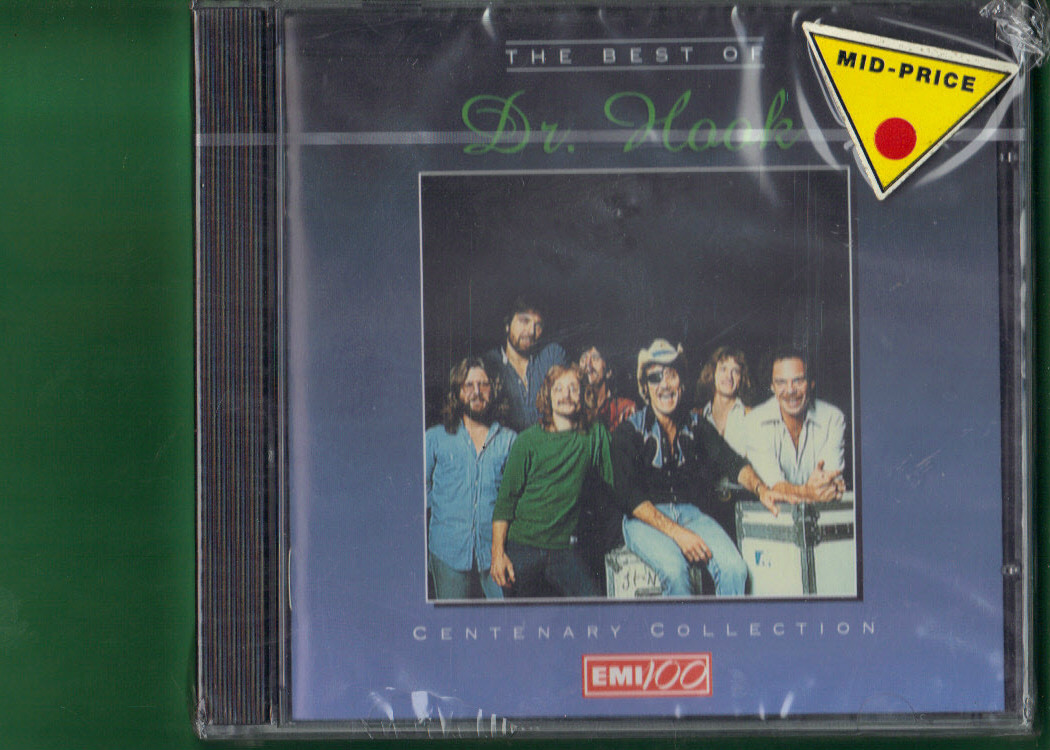 THE BEST OF
Dr. Hook
MID-PRICE
CENTENARY COLLECTION
EMI100